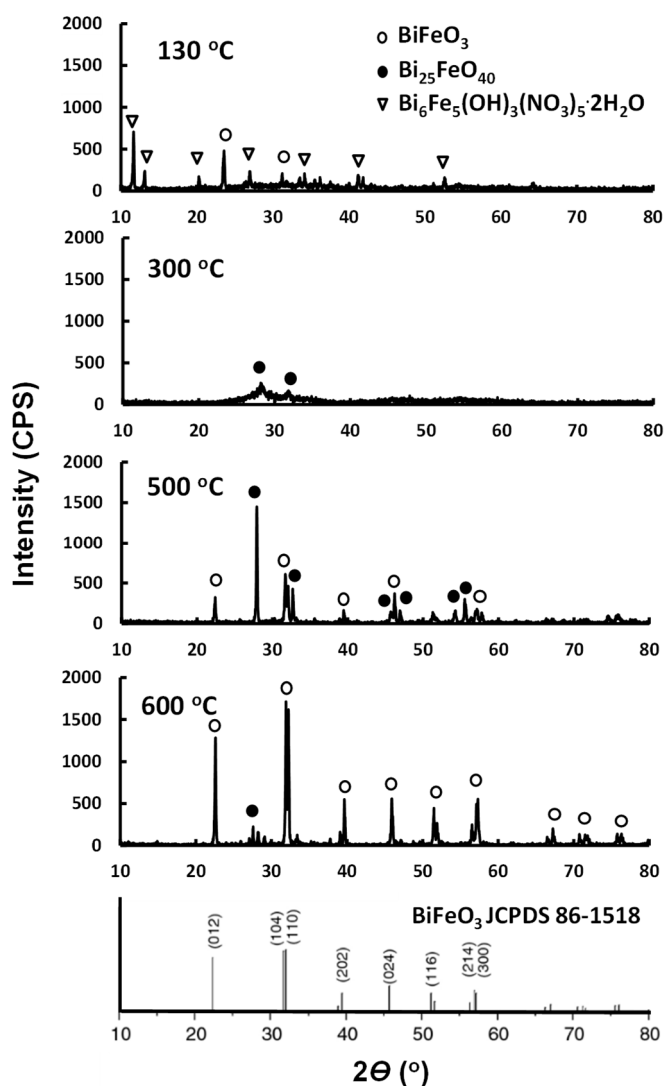 2000
130 °C
○ BiFeO₃
1500
● Bi₂₅FeO₄₀
1000
▽ Bi₆Fe₅(OH)₃(NO₃)₅·2H₂O
500
0
10 20 30 40 50 60 70 80
2000
300 °C
1500
1000
500
0
10 20 30 40 50 60 70 80
Intensity (CPS)
2000
500 °C
1500
1000
500
0
10 20 30 40 50 60 70 80
2000
600 °C
1500
1000
500
0
10 20 30 40 50 60 70 80
BiFeO₃ JCPDS 86-1518
(012) (104) (110) (202) (024) (116) (214) (300)
10 20 30 40 50 60 70 80
2Θ (°)